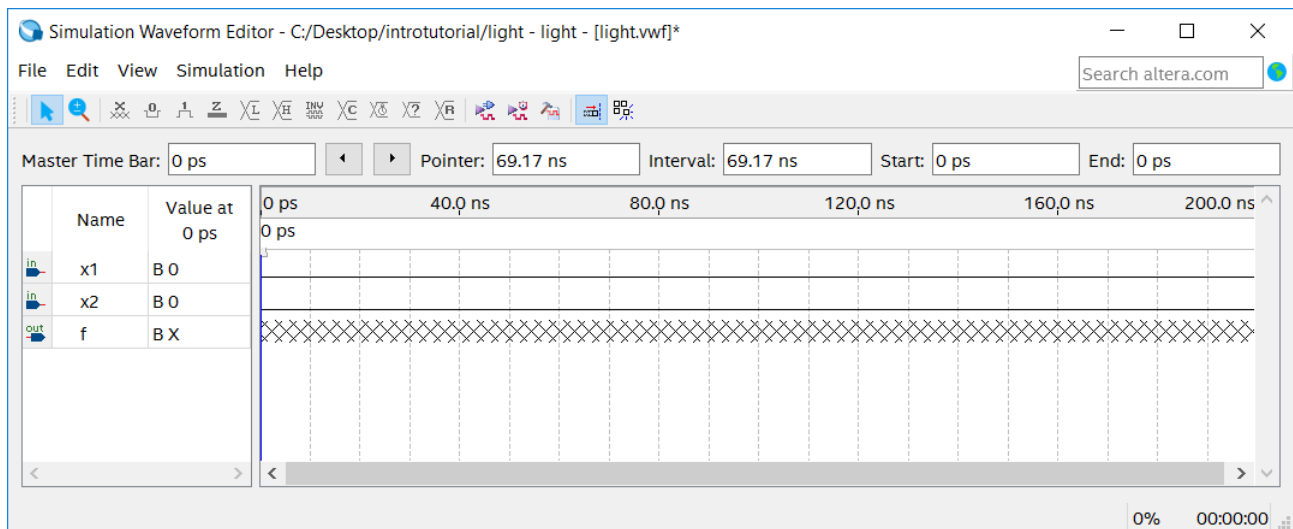 Simulation Waveform Editor - C:/Desktop/introtutorial/light - light - [light.vwf]*
File Edit View Simulation Help
Search altera.com
Master Time Bar: 0 ps Pointer: 69.17 ns Interval: 69.17 ns Start: 0 ps End: 0 ps
Name Value at 0 ps
0 ps 40.0 ns 80.0 ns 120.0 ns 160.0 ns 200.0 ns
0 ps
in x1 B 0
in x2 B 0
out f B X
0% 00:00:00